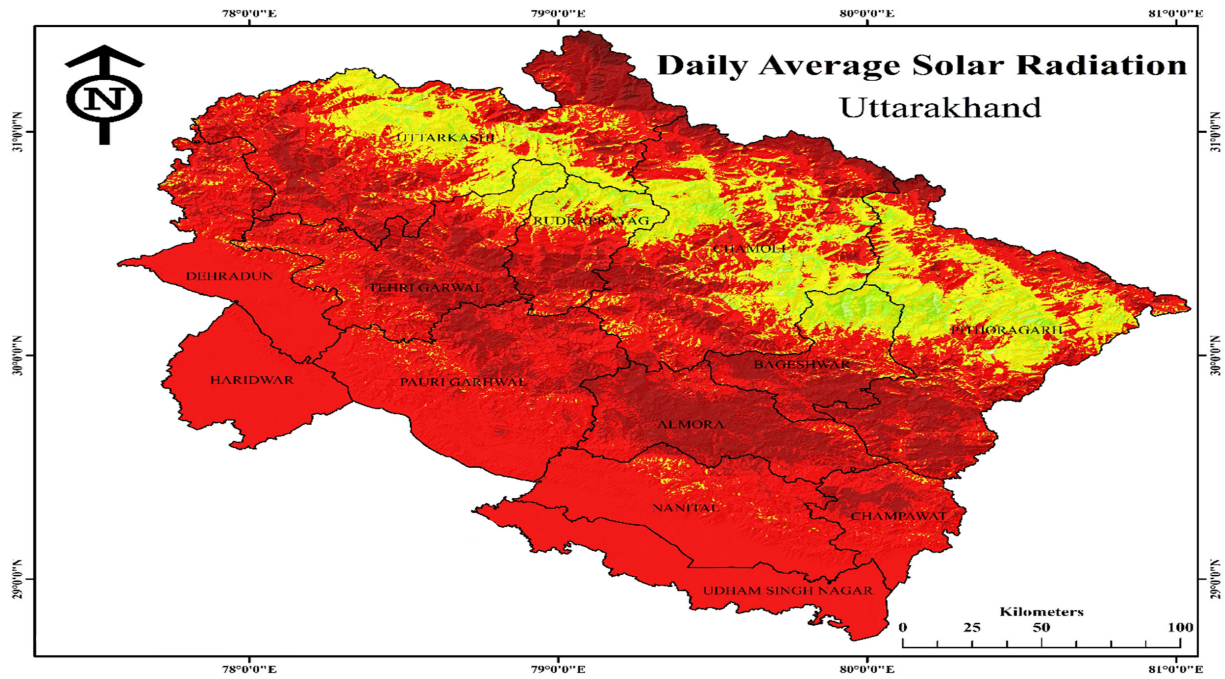 78°0'0"E 79°0'0"E 80°0'0"E 81°0'0"E
Daily Average Solar Radiation
Uttarakhand
N
31°0'0"N 31°0'0"N
UTTARKASHI
RUDRAPRAYAG
CHAMOLI
DEHRADUN
TEHRI GARWAL
PITHORAGARH
30°0'0"N 30°0'0"N
BAGESHWAR
HARIDWAR
PAURI GARHWAL
ALMORA
NANITAL
CHAMPAWAT
29°0'0"N 29°0'0"N
UDHAM SINGH NAGAR
Kilometers
0 25 50 100
78°0'0"E 79°0'0"E 80°0'0"E 81°0'0"E